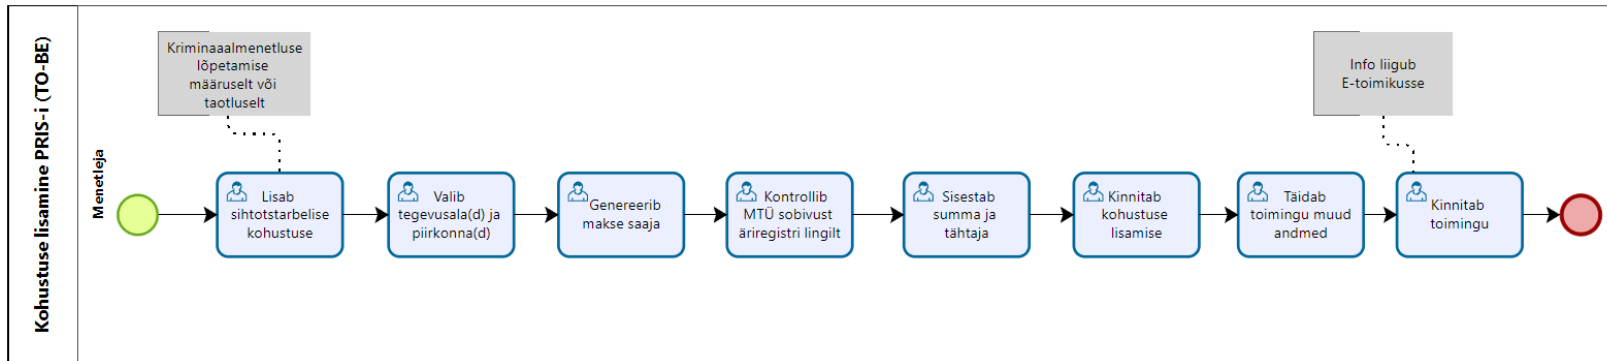 Kohustuse lisamine PRIS-i (TO-BE)
Menetleja
Kriminaaalmenetluse
lõpetamise
määruselt või
taotluselt
Info liigub
E-toimikusse
Lisab
sihtotstarbelise
kohustuse
Valib
tegevusala(d) ja
piirkonna(d)
Genereerib
makse saaja
Kontrollib
MTÜ sobivust
äriregistri lingilt
Sisestab
summa ja
tähtaja
Kinnitab
kohustuse
lisamise
Täidab
toimingu muud
andmed
Kinnitab
toimingu